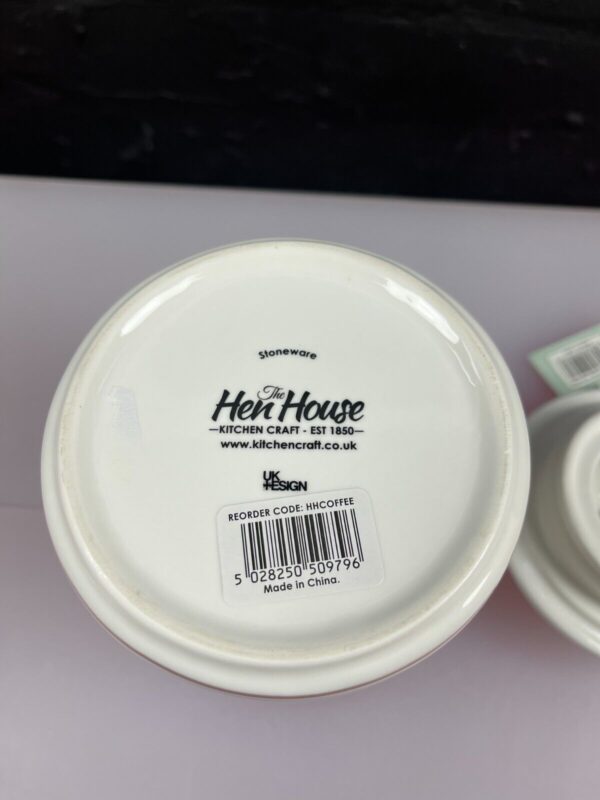 Stoneware
The
Hen House
—KITCHEN CRAFT - EST 1850—
www.kitchencraft.co.uk
UK
+ESIGN
REORDER CODE: HHCOFFEE
5 028250 509796
Made in China.